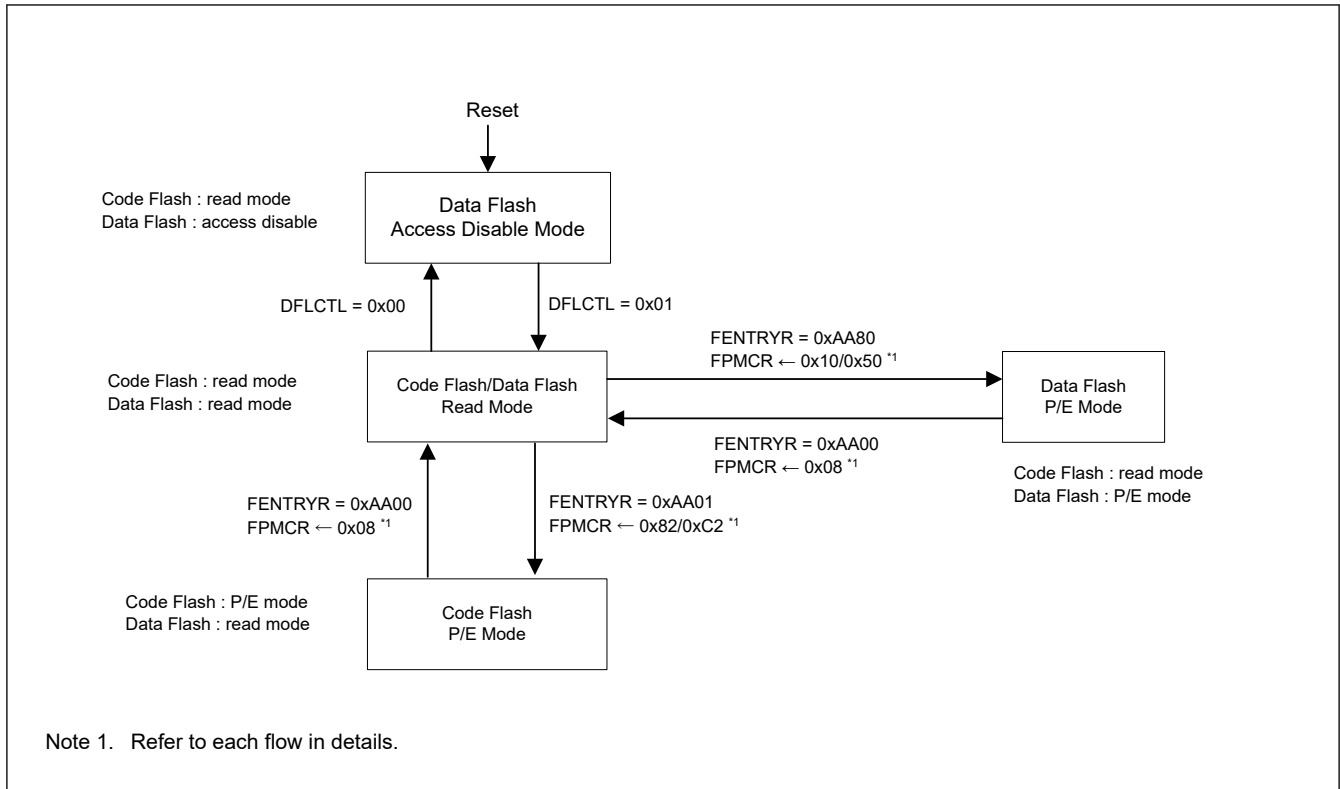 Reset
Code Flash : read mode
Data Flash : access disable
Data Flash
Access Disable Mode
DFLCTL = 0x00
DFLCTL = 0x01
FENTRYR = 0xAA80
FPMCR ← 0x10/0x50 *1
Code Flash : read mode
Data Flash : read mode
Code Flash/Data Flash
Read Mode
Data Flash
P/E Mode
FENTRYR = 0xAA00
FPMCR ← 0x08 *1
Code Flash : read mode
Data Flash : P/E mode
FENTRYR = 0xAA00
FPMCR ← 0x08 *1
FENTRYR = 0xAA01
FPMCR ← 0x82/0xC2 *1
Code Flash : P/E mode
Data Flash : read mode
Code Flash
P/E Mode
Note 1. Refer to each flow in details.